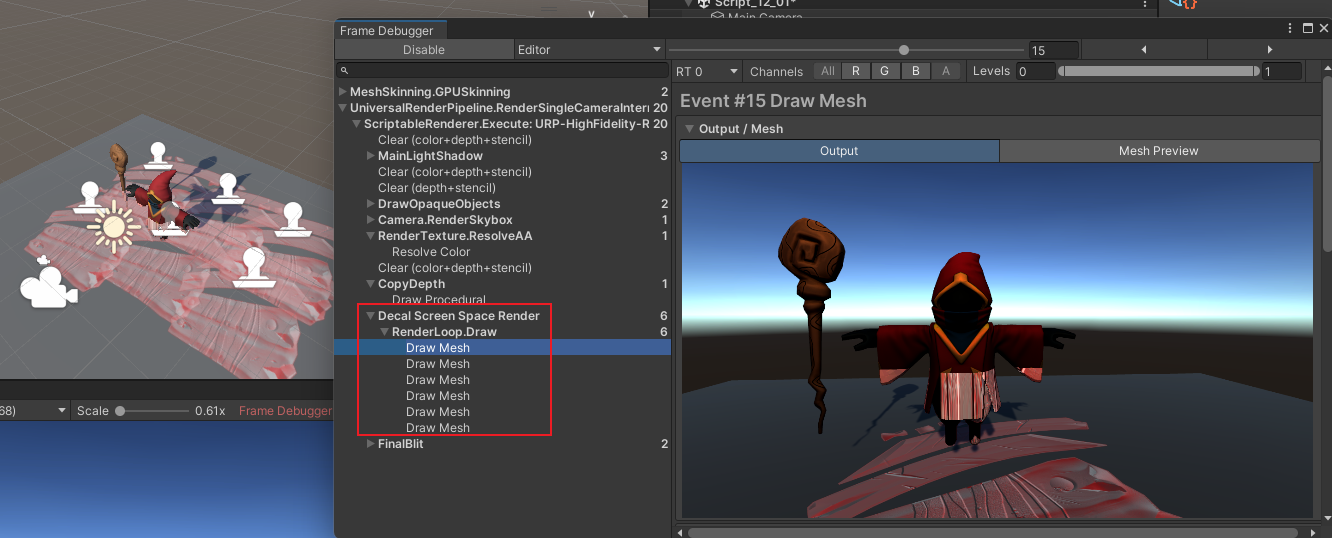 Script_12_01*
Main Camera
{}
Frame Debugger
Disable
Editor
15
RT 0
Channels
All
R
G
B
A
Levels
0
1
MeshSkinning.GPUSkinning
2
UniversalRenderPipeline.RenderSingleCameraInter
20
ScriptableRenderer.Execute: URP-HighFidelity-R
20
Clear (color+depth+stencil)
MainLightShadow
3
Clear (color+depth+stencil)
Clear (depth+stencil)
DrawOpaqueObjects
2
Camera.RenderSkybox
1
RenderTexture.ResolveAA
1
Resolve Color
Clear (color+depth+stencil)
CopyDepth
1
Draw Procedural
Decal Screen Space Render
6
RenderLoop.Draw
6
Draw Mesh
Draw Mesh
Draw Mesh
Draw Mesh
Draw Mesh
Draw Mesh
FinalBlit
2
Event #15 Draw Mesh
Output / Mesh
Output
Mesh Preview
68)
Scale
0.61x
Frame Debugger